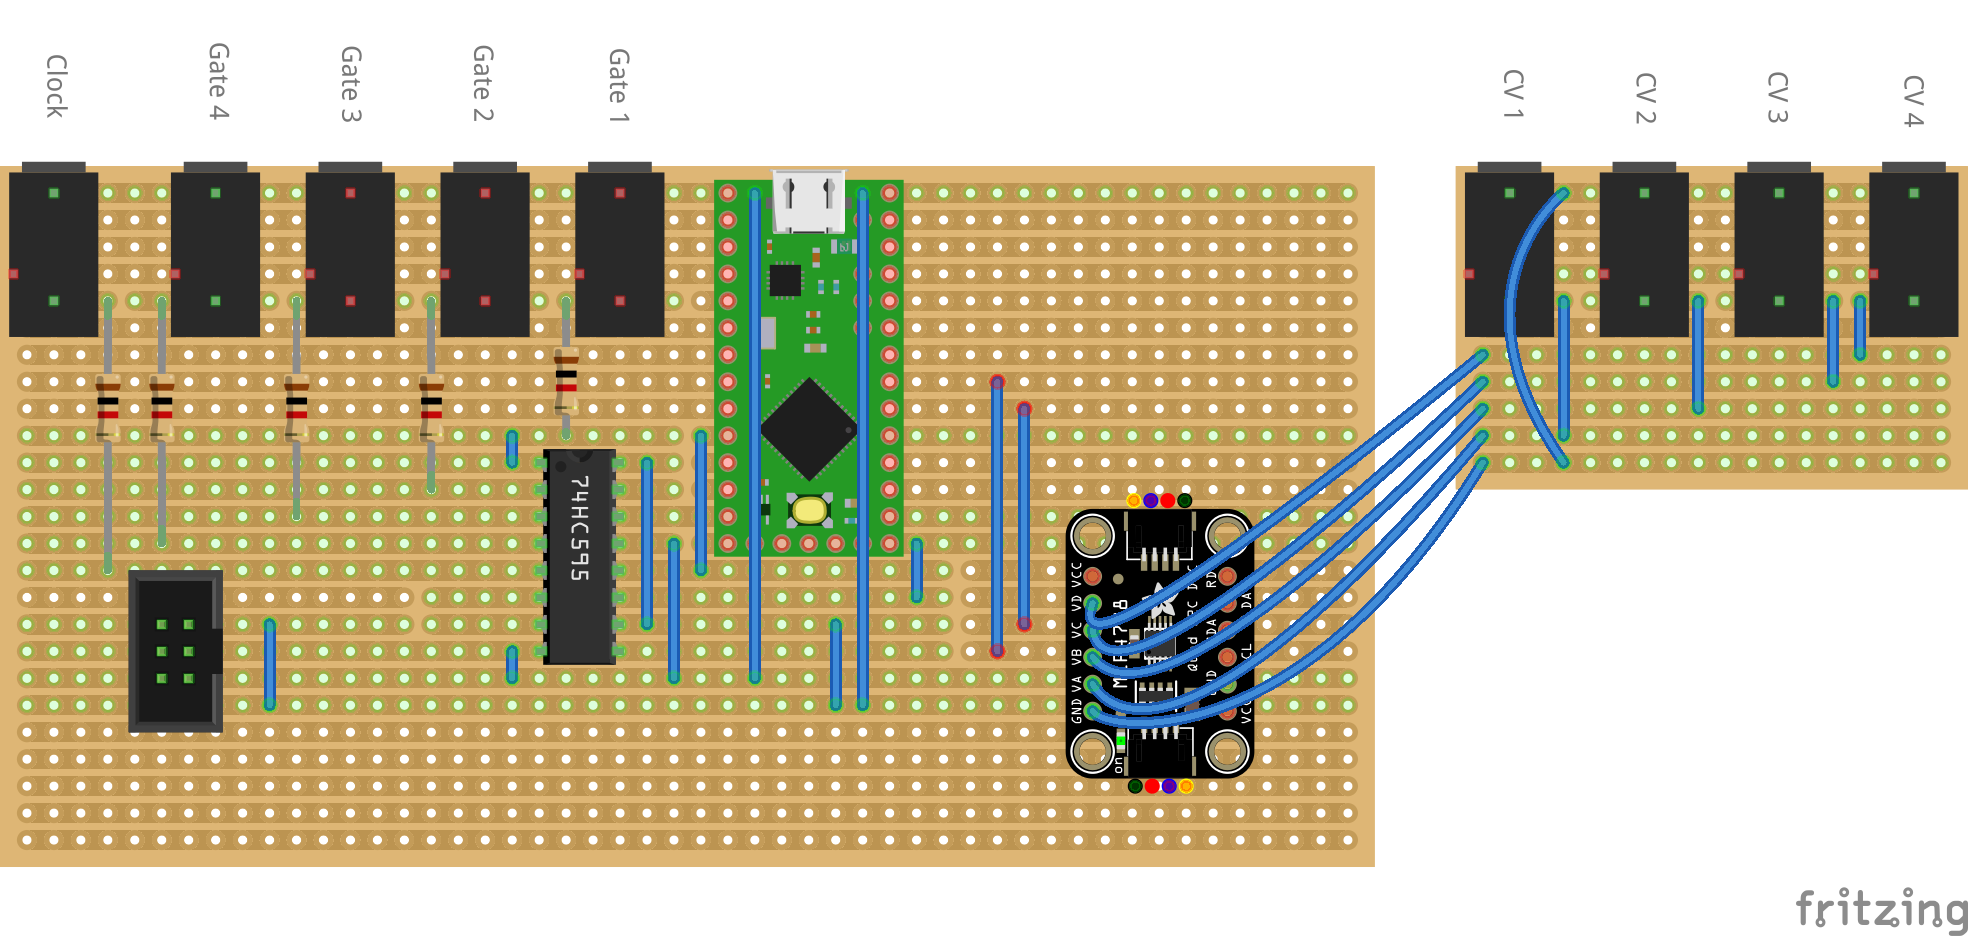 Clock
Gate 4
Gate 3
Gate 2
Gate 1
CV 1
CV 2
CV 3
CV 4
74HC595
VCC
VD
VC
VB
VA
GND
on
fritzing